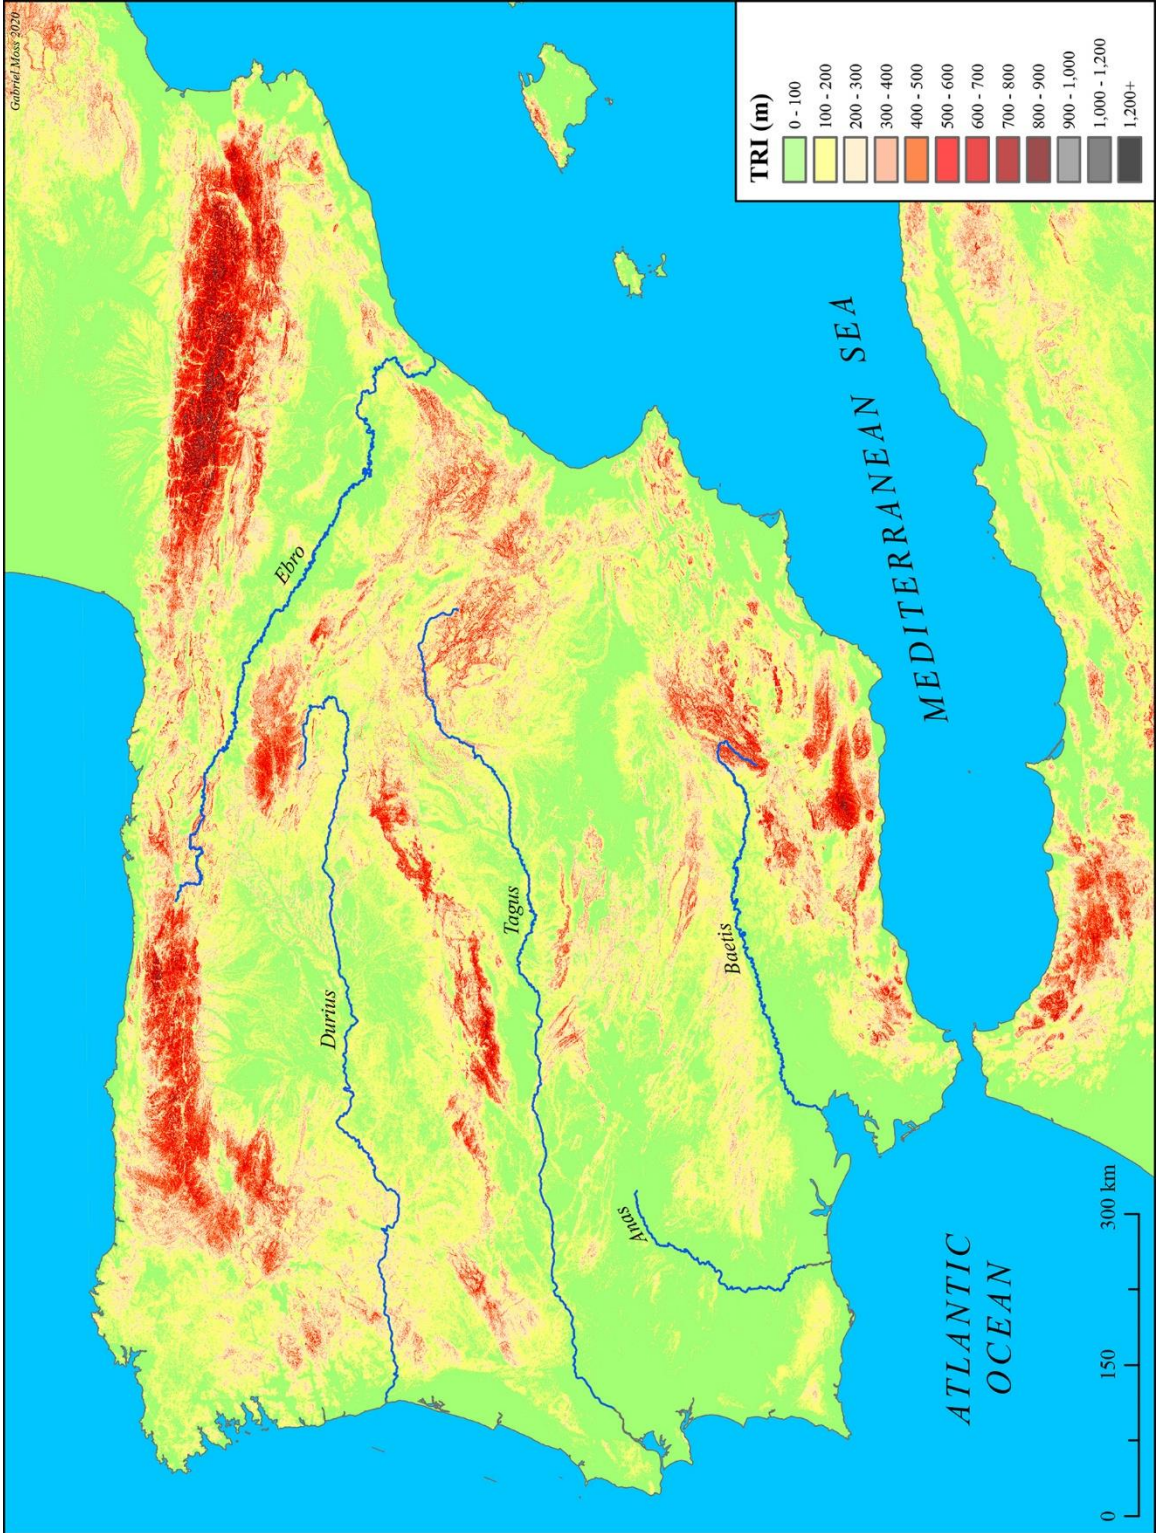 Gabriel Moss 2020
Ebro
Durius
Tagus
Baetis
Anas
MEDITERRANEAN SEA
ATLANTIC
OCEAN
TRI (m)
0 - 100
100 - 200
200 - 300
300 - 400
400 - 500
500 - 600
600 - 700
700 - 800
800 - 900
900 - 1,000
1,000 - 1,200
1,200+
0 150 300 km